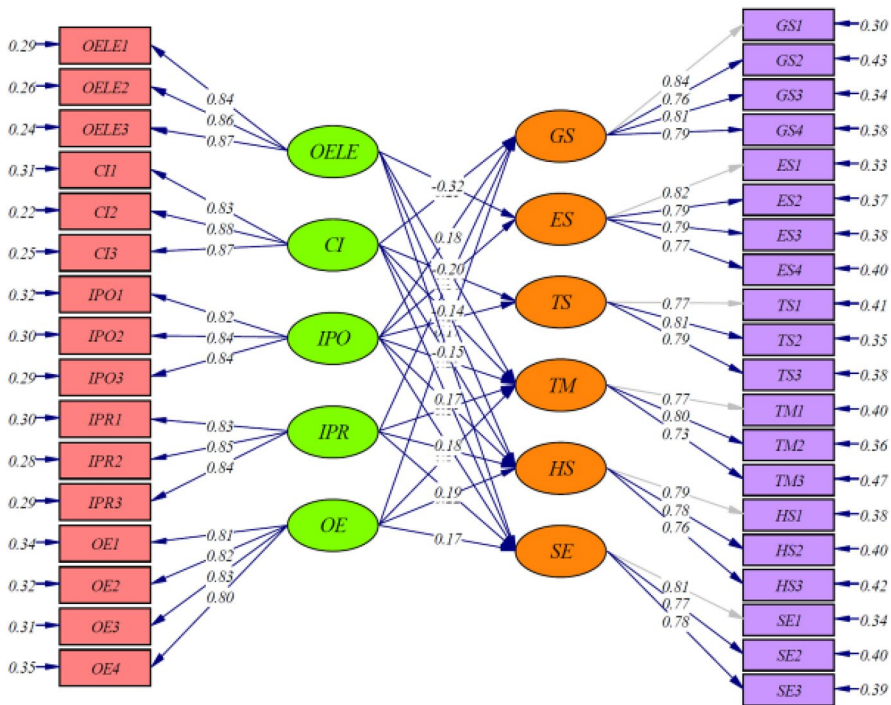 0.29 OELE1
0.26 OELE2
0.24 OELE3
0.31 CI1
0.22 CI2
0.25 CI3
0.32 IPO1
0.30 IPO2
0.29 IPO3
0.30 IPR1
0.28 IPR2
0.29 IPR3
0.34 OE1
0.32 OE2
0.31 OE3
0.35 OE4
0.84
0.86
0.87
0.83
0.88
0.87
0.82
0.84
0.84
0.83
0.85
0.84
0.81
0.82
0.83
0.80
OELE
CI
IPO
IPR
OE
-0.32
0.18
-0.20
0.14
-0.15
0.17
0.18
0.19
0.17
GS
ES
TS
TM
HS
SE
0.84
0.76
0.81
0.79
0.82
0.79
0.79
0.77
0.77
0.81
0.79
0.77
0.80
0.73
0.79
0.78
0.76
0.81
0.77
0.78
GS1 0.30
GS2 0.43
GS3 0.34
GS4 0.38
ES1 0.33
ES2 0.37
ES3 0.38
ES4 0.40
TS1 0.41
TS2 0.35
TS3 0.38
TM1 0.40
TM2 0.36
TM3 0.47
HS1 0.38
HS2 0.40
HS3 0.42
SE1 0.34
SE2 0.40
SE3 0.39